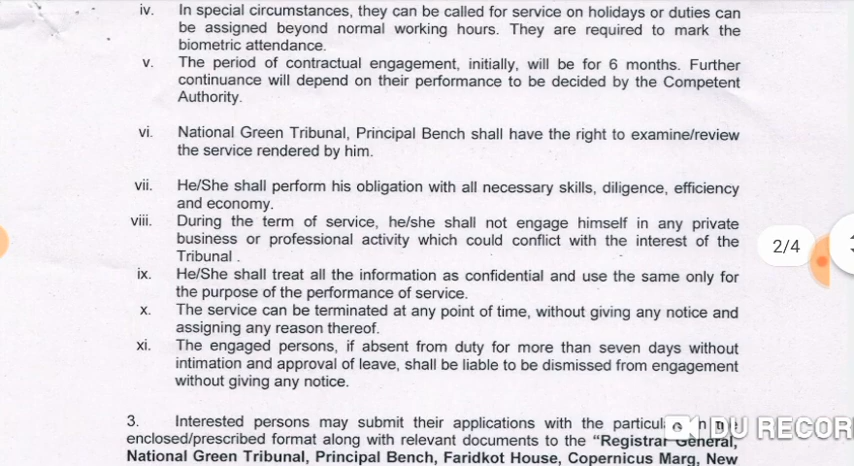 iv. In special circumstances, they can be called for service on holidays or duties can
be assigned beyond normal working hours. They are required to mark the
biometric attendance.
v. The period of contractual engagement, initially, will be for 6 months. Further
continuance will depend on their performance to be decided by the Competent
Authority.
vi. National Green Tribunal, Principal Bench shall have the right to examine/review
the service rendered by him.
vii. He/She shall perform his obligation with all necessary skills, diligence, efficiency
and economy.
viii. During the term of service, he/she shall not engage himself in any private
business or professional activity which could conflict with the interest of the
Tribunal .
2/4
ix. He/She shall treat all the information as confidential and use the same only for
the purpose of the performance of service.
x. The service can be terminated at any point of time, without giving any notice and
assigning any reason thereof.
xi. The engaged persons, if absent from duty for more than seven days without
intimation and approval of leave, shall be liable to be dismissed from engagement
without giving any notice.
3. Interested persons may submit their applications with the
DU RECOR
enclosed/prescribed format along with relevant documents to the “Registrar General,
National Green Tribunal, Principal Bench, Faridkot House, Copernicus Marg, New